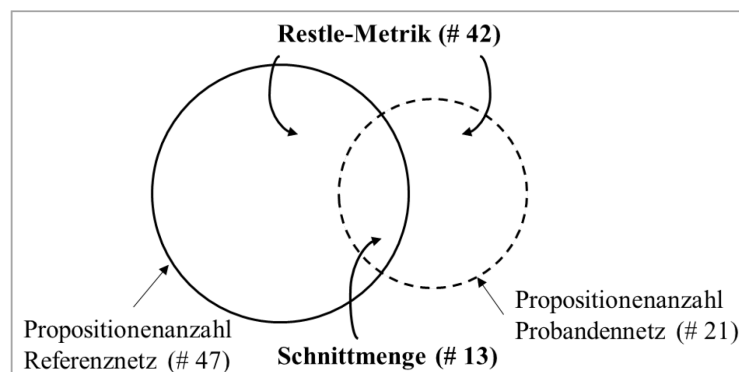 Restle-Metrik (# 42)
Propositionenanzahl
Referenznetz (# 47)
Schnittmenge (# 13)
Propositionenanzahl
Probandennetz (# 21)